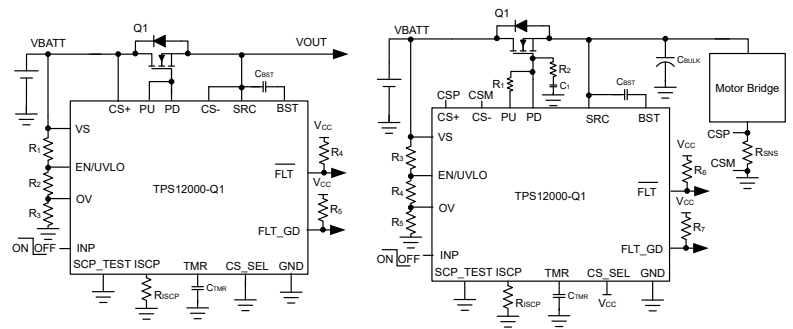 Q1
VBATT
VOUT
CBST
CS+
PU
PD
CS-
SRC
BST
VS
R1
EN/UVLO
R2
OV
R3
ON
OFF
INP
TPS12000-Q1
VCC
R4
FLT
VCC
R5
FLT_GD
SCP_TEST
ISCP
TMR
CS_SEL
GND
RISCP
CTMR
Q1
VBATT
CSP
CSM
R1
R2
C1
CBST
CBULK
Motor Bridge
CS+
CS-
PU
PD
SRC
BST
CSP
RSNS
CSM
VS
R3
EN/UVLO
R4
OV
R5
ON
OFF
INP
TPS12000-Q1
VCC
R6
FLT
VCC
R7
FLT_GD
SCP_TEST
ISCP
TMR
CS_SEL
GND
RISCP
CTMR
VCC